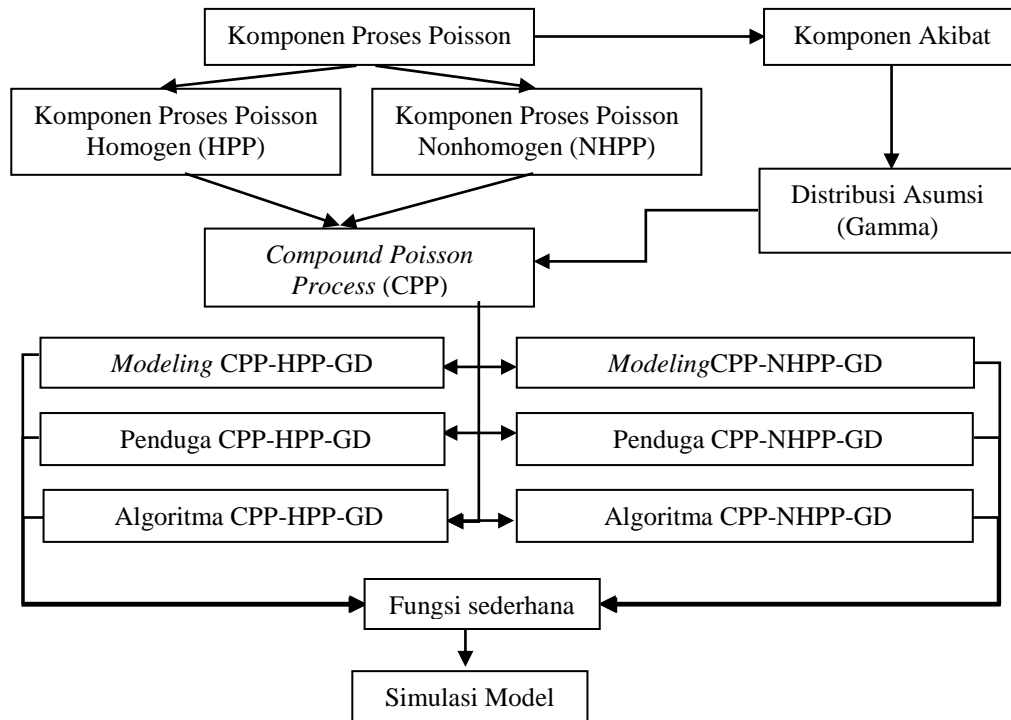 Komponen Proses Poisson
Komponen Akibat
Komponen Proses Poisson
Homogen (HPP)
Komponen Proses Poisson
Nonhomogen (NHPP)
Distribusi Asumsi
(Gamma)
Compound Poisson
Process (CPP)
Modeling CPP-HPP-GD
ModelingCPP-NHPP-GD
Penduga CPP-HPP-GD
Penduga CPP-NHPP-GD
Algoritma CPP-HPP-GD
Algoritma CPP-NHPP-GD
Fungsi sederhana
Simulasi Model